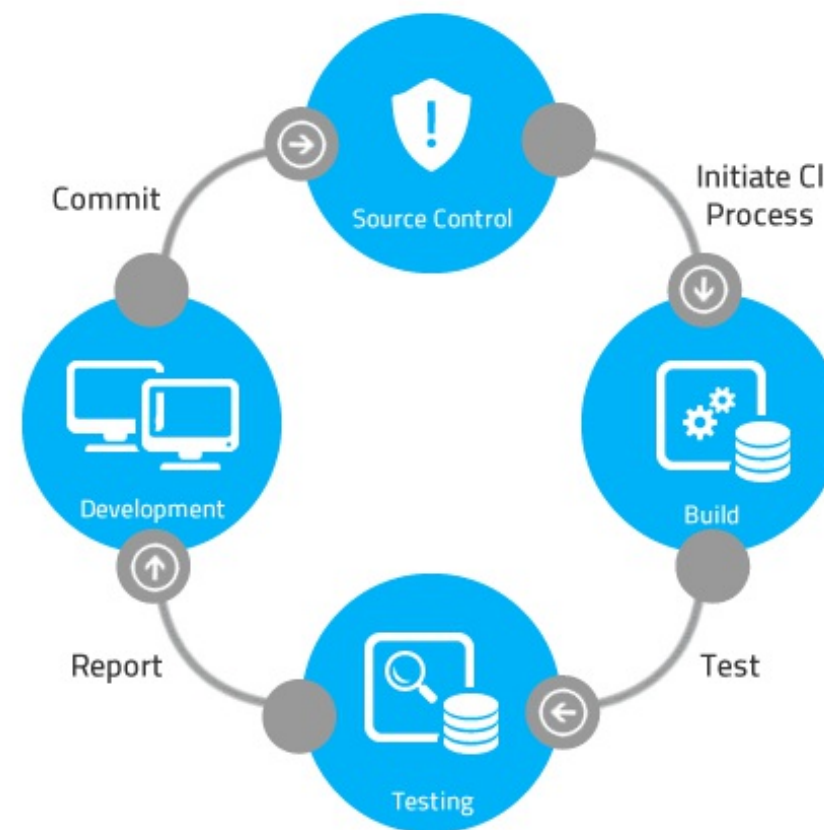 Source Control
Commit
Initiate CI
Process
Development
Build
Report
Test
Testing